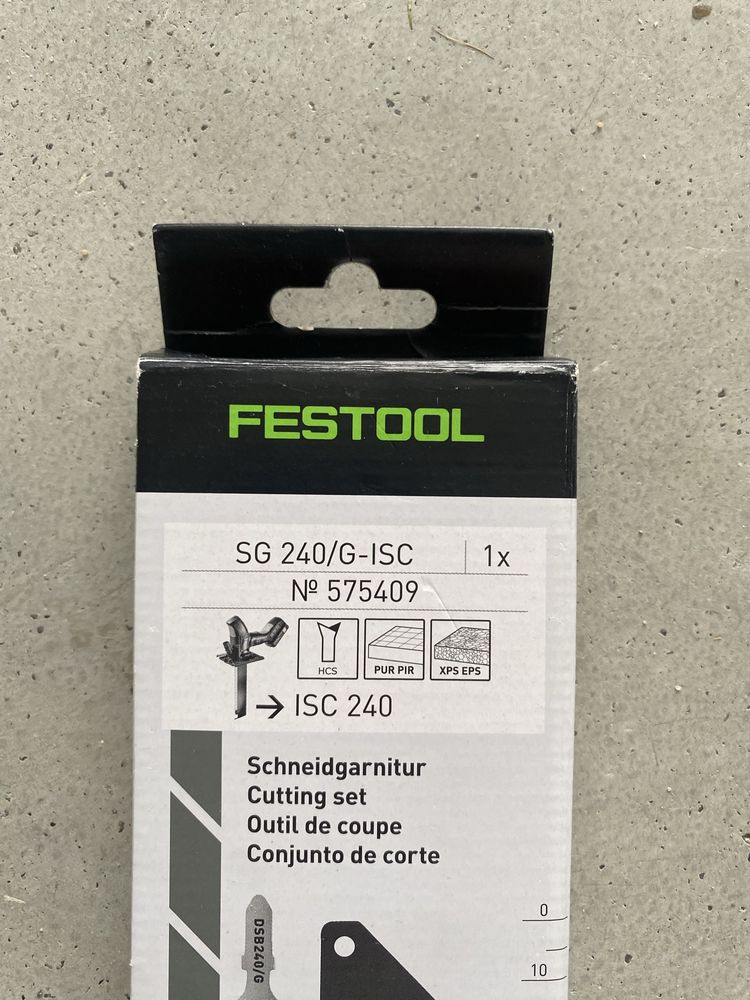 FESTOOL
SG 240/G-ISC 1x
Nº 575409
HCS PUR PIR XPS EPS
ISC 240
Schneidgarnitur
Cutting set
Outil de coupe
Conjunto de corte
DSB240/G
0
10